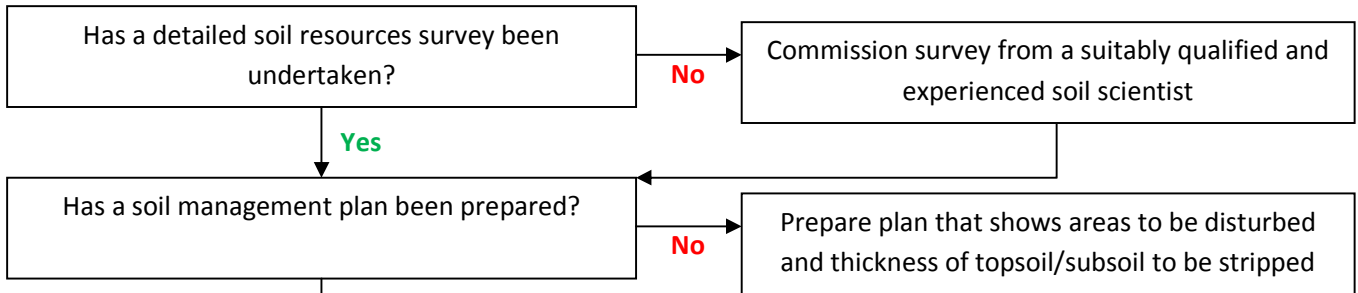 Has a detailed soil resources survey been
undertaken?
No
Commission survey from a suitably qualified and
experienced soil scientist
Yes
Has a soil management plan been prepared?
No
Prepare plan that shows areas to be disturbed
and thickness of topsoil/subsoil to be stripped